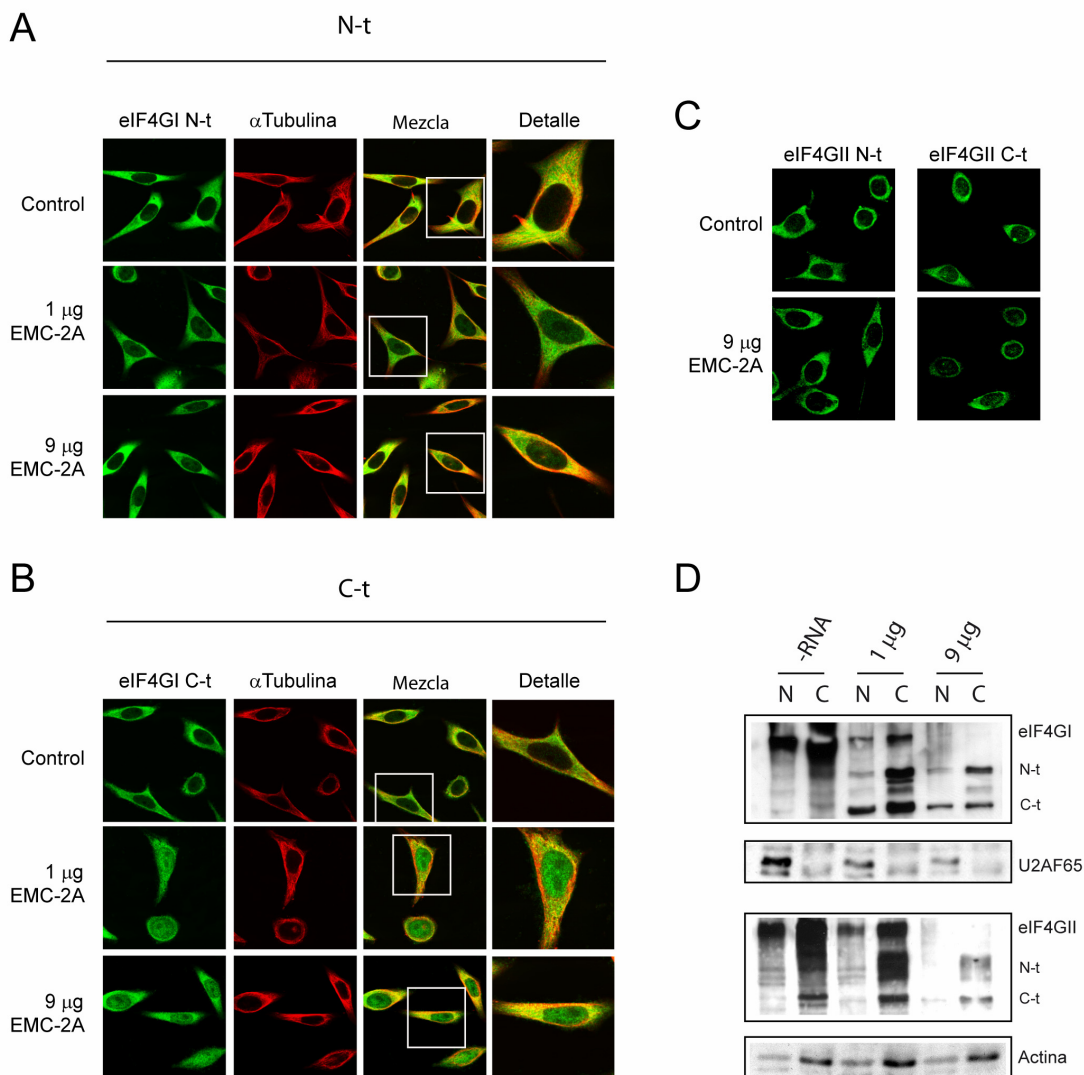 A
N-t
eIF4GI N-t αTubulina Mezcla Detalle
Control
1 μg
EMC-2A
9 μg
EMC-2A
B
C-t
eIF4GI C-t αTubulina Mezcla Detalle
Control
1 μg
EMC-2A
9 μg
EMC-2A
C
eIF4GII N-t eIF4GII C-t
Control
9 μg
EMC-2A
D
-RNA 1 μg 9 μg
N C N C N C
eIF4GI
N-t
C-t
U2AF65
eIF4GII
N-t
C-t
Actina